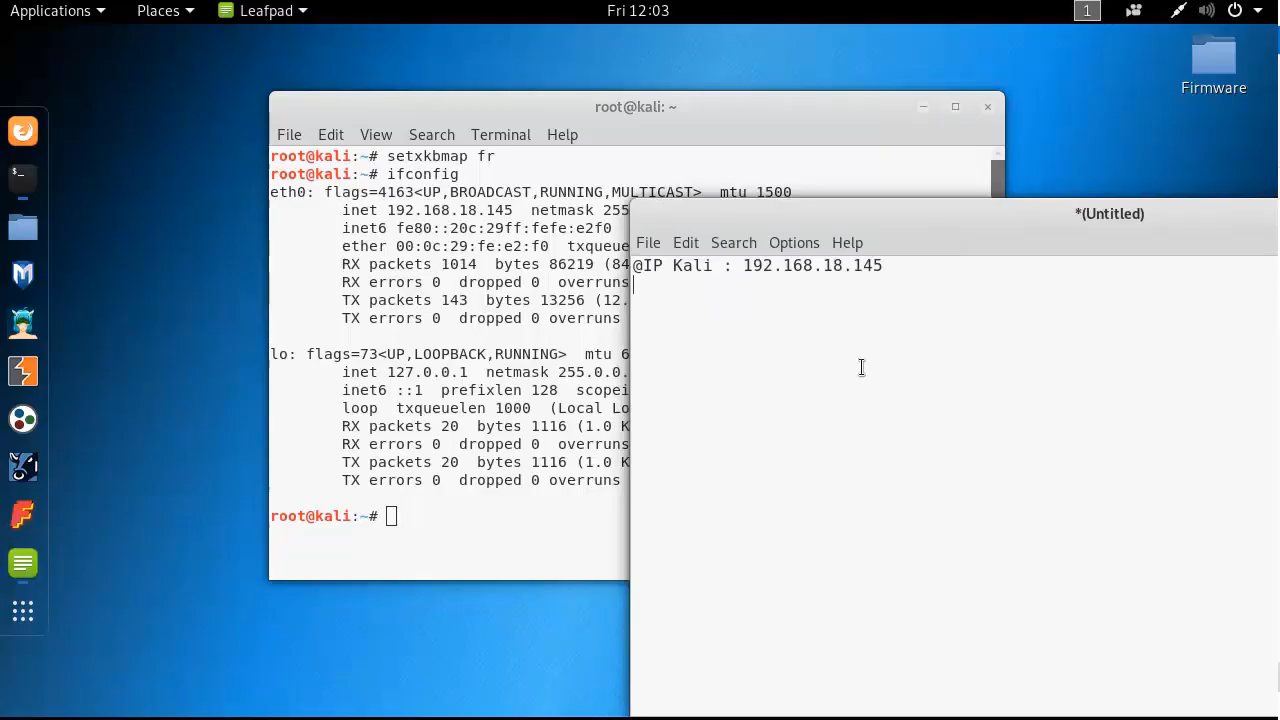 Applications Places Leafpad Fri 12:03 1
Firmware
root@kali: ~
File Edit View Search Terminal Help
root@kali:~# setxkbmap fr
root@kali:~# ifconfig
eth0: flags=4163<UP,BROADCAST,RUNNING,MULTICAST> mtu 1500
inet 192.168.18.145 netmask 255
inet6 fe80::20c:29ff:fefe:e2f0
ether 00:0c:29:fe:e2:f0 txqueue
RX packets 1014 bytes 86219 (84
RX errors 0 dropped 0 overruns
TX packets 143 bytes 13256 (12.
TX errors 0 dropped 0 overruns
lo: flags=73<UP,LOOPBACK,RUNNING> mtu 6
inet 127.0.0.1 netmask 255.0.0.
inet6 ::1 prefixlen 128 scopei
loop txqueuelen 1000 (Local Lo
RX packets 20 bytes 1116 (1.0 K
RX errors 0 dropped 0 overruns
TX packets 20 bytes 1116 (1.0 K
TX errors 0 dropped 0 overruns
root@kali:~#
*(Untitled)
File Edit Search Options Help
@IP Kali : 192.168.18.145